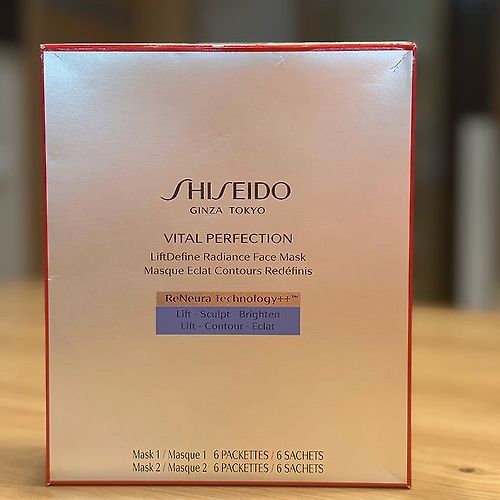 SHISEIDO
GINZA TOKYO
VITAL PERFECTION
LiftDefine Radiance Face Mask
Masque Eclat Contours Redéfinis
ReNeura Technology++™
Lift - Sculpt - Brighten
Lift - Contour - Eclat
Mask 1 / Masque 1 6 PACKETTES / 6 SACHETS
Mask 2 / Masque 2 6 PACKETTES / 6 SACHETS